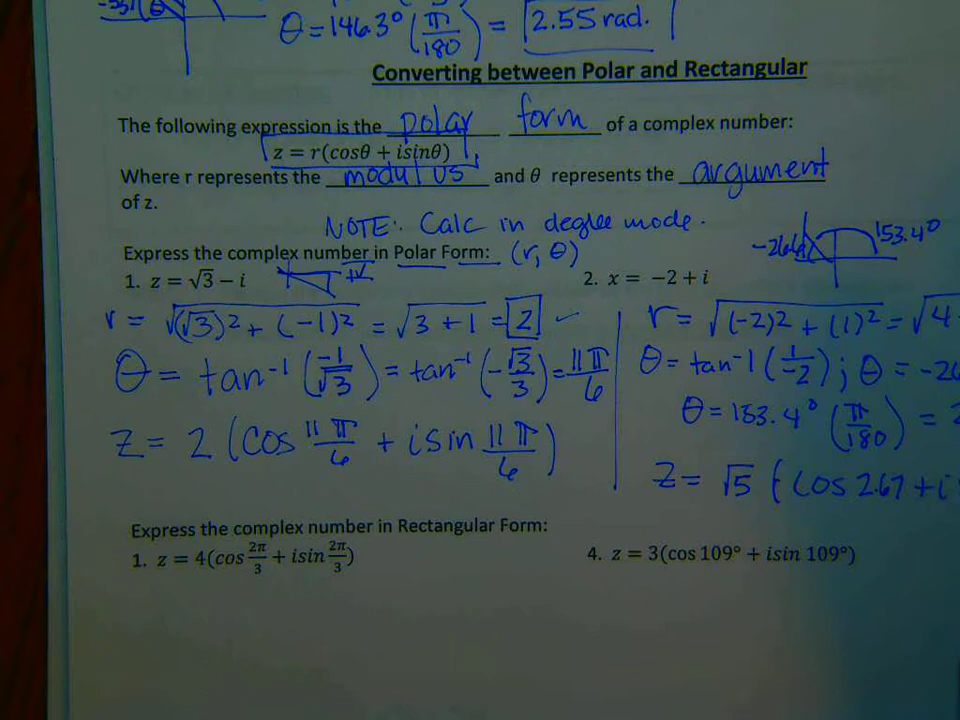 θ = 146.3° (π/180) = 2.55 rad.
Converting between Polar and Rectangular
The following expression is the polar form of a complex number:
z = r(cosθ + isinθ)
Where r represents the modulus and θ represents the argument
of z.
NOTE: Calc in degree mode.
-26.6 153.4°
Express the complex number in Polar Form: (r, θ)
1. z = √3 − i IV
2. x = −2 + i
r = √((√3)2 + (-1)2 = √3 + 1 = 2
r = √(-2)2 + (1)2 = √4
θ = tan-1 (-1/√3) = tan-1 (-√3/3) = 11π/6
θ = tan-1 (1/-2); θ = -26
θ = 153.4° (π/180) = 2
z = 2 (cos 11π/6 + i sin 11π/6)
z = √5 (cos 2.67 + i
Express the complex number in Rectangular Form:
1. z = 4(cos 2π/3 + isin 2π/3)
4. z = 3(cos 109° + isin 109°)